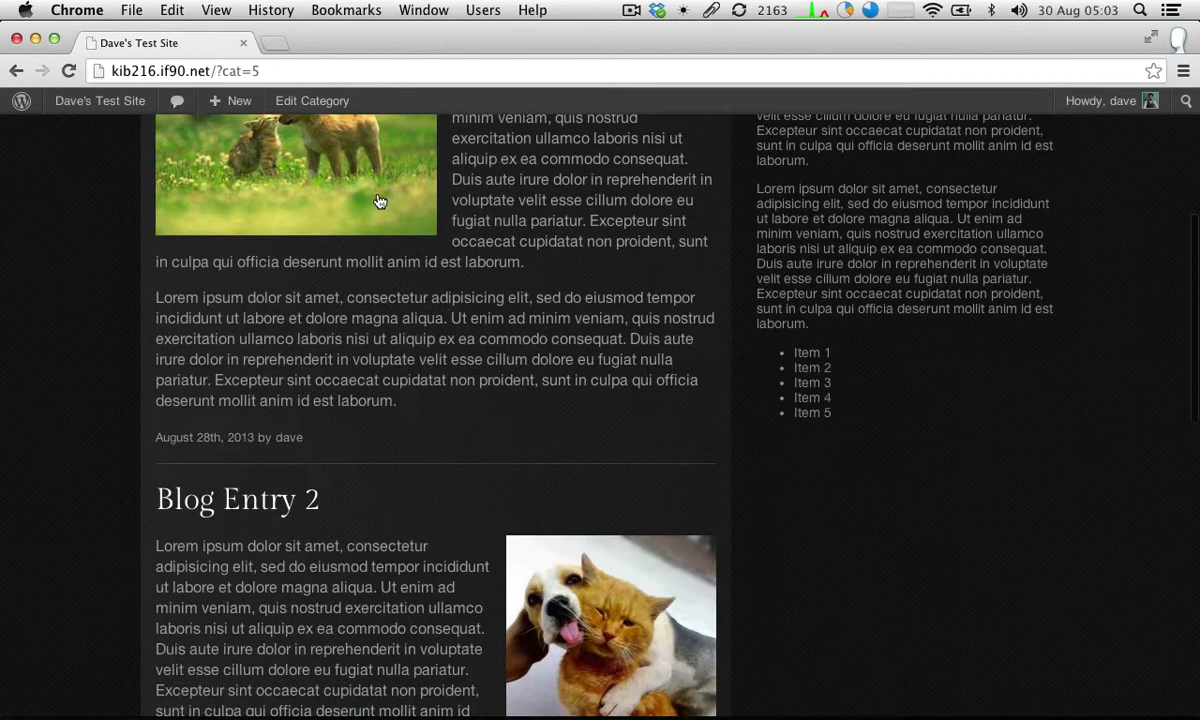 Chrome File Edit View History Bookmarks Window Users Help 2163 30 Aug 05:03
Dave's Test Site
kib216.if90.net/?cat=5
Dave's Test Site New Edit Category Howdy, dave
minim veniam, quis nostrud
exercitation ullamco laboris nisi ut
aliquip ex ea commodo consequat.
Duis aute irure dolor in reprehenderit in
voluptate velit esse cillum dolore eu
fugiat nulla pariatur. Excepteur sint
occaecat cupidatat non proident, sunt
in culpa qui officia deserunt mollit anim id est laborum.
Lorem ipsum dolor sit amet, consectetur adipisicing elit, sed do eiusmod tempor
incididunt ut labore et dolore magna aliqua. Ut enim ad minim veniam, quis nostrud
exercitation ullamco laboris nisi ut aliquip ex ea commodo consequat. Duis aute
irure dolor in reprehenderit in voluptate velit esse cillum dolore eu fugiat nulla
pariatur. Excepteur sint occaecat cupidatat non proident, sunt in culpa qui officia
deserunt mollit anim id est laborum.
August 28th, 2013 by dave
Blog Entry 2
Lorem ipsum dolor sit amet, consectetur
adipisicing elit, sed do eiusmod tempor incididunt
ut labore et dolore magna aliqua. Ut enim ad
minim veniam, quis nostrud exercitation ullamco
laboris nisi ut aliquip ex ea commodo consequat.
Duis aute irure dolor in reprehenderit in voluptate
velit esse cillum dolore eu fugiat nulla pariatur.
Excepteur sint occaecat cupidatat non proident,
sunt in culpa qui officia deserunt mollit anim id
velit esse cillum dolore eu fugiat nulla pariatur.
Excepteur sint occaecat cupidatat non proident,
sunt in culpa qui officia deserunt mollit anim id est
laborum.
Lorem ipsum dolor sit amet, consectetur
adipisicing elit, sed do eiusmod tempor incididunt
ut labore et dolore magna aliqua. Ut enim ad
minim veniam, quis nostrud exercitation ullamco
laboris nisi ut aliquip ex ea commodo consequat.
Duis aute irure dolor in reprehenderit in voluptate
velit esse cillum dolore eu fugiat nulla pariatur.
Excepteur sint occaecat cupidatat non proident,
sunt in culpa qui officia deserunt mollit anim id est
laborum.
Item 1
Item 2
Item 3
Item 4
Item 5